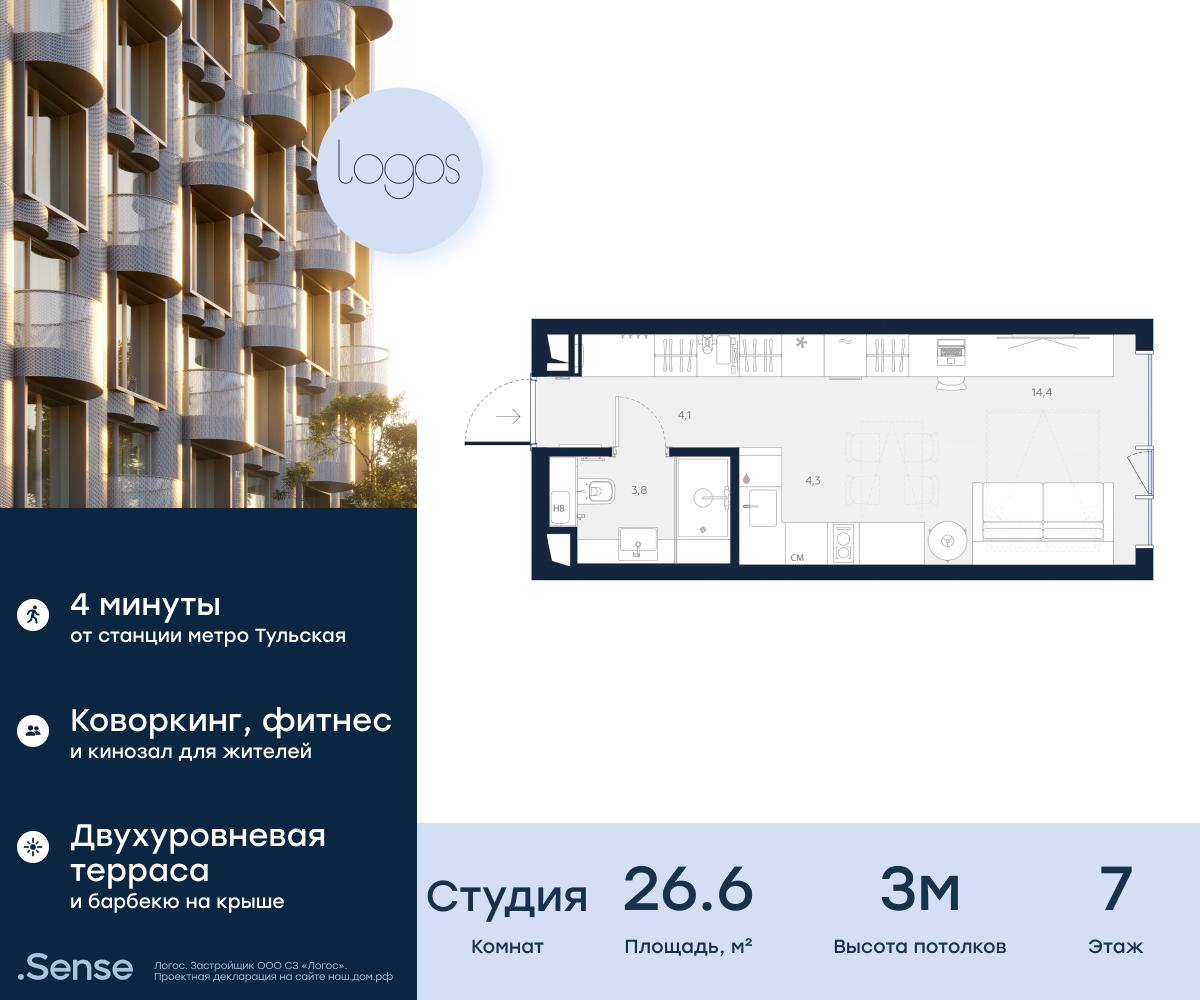 logos
4,1
14,4
4,3
3,8
НВ
СМ
4 минуты
от станции метро Тульская
Коворкинг, фитнес
и кинозал для жителей
Двухуровневая
терраса
и барбекю на крыше
.Sense
Логос. Застройщик ООО СЗ «Логос».
Проектная декларация на сайте наш.дом.рф
Студия
Комнат
26.6
Площадь, м²
3м
Высота потолков
7
Этаж